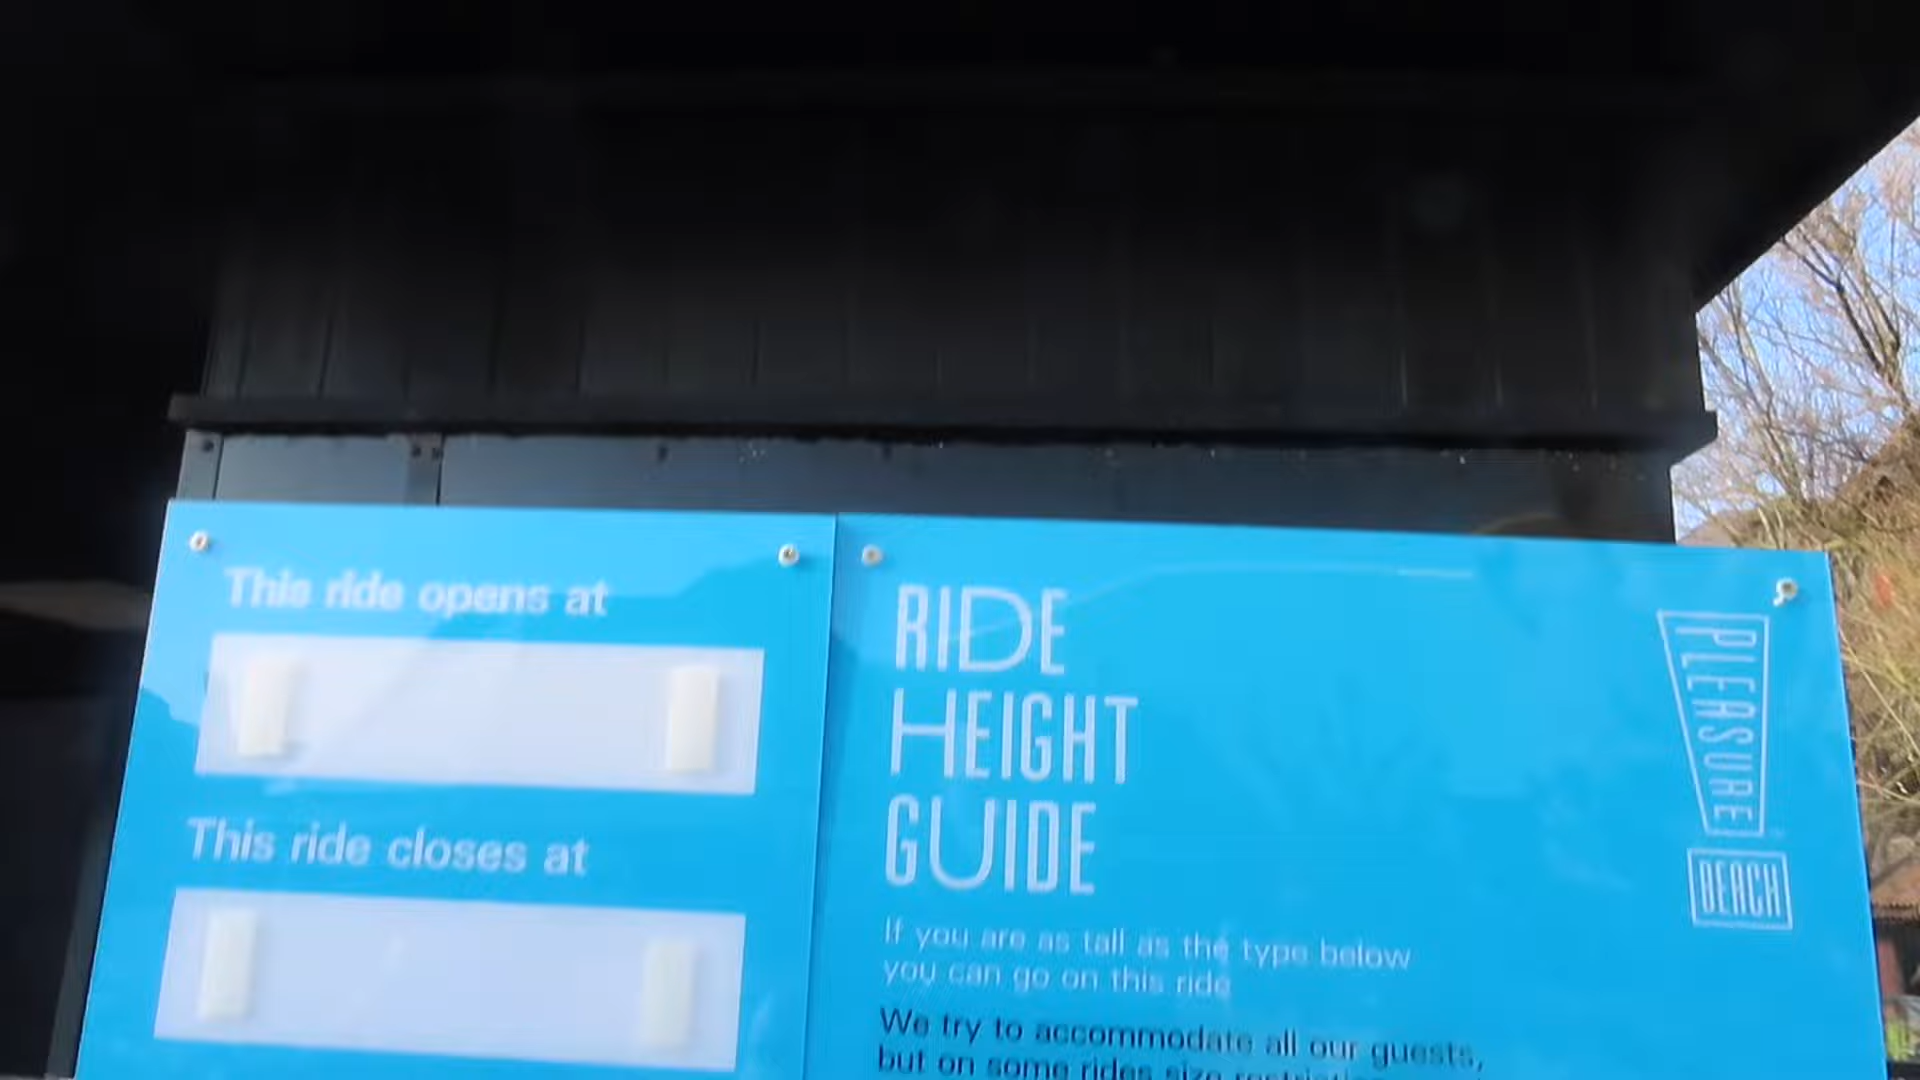 This ride opens at
This ride closes at
RIDE
HEIGHT
GUIDE
If you are as tall as the type below
you can go on this ride
We try to accommodate all our guests,
but on some rides size
PLEASURE
BEACH